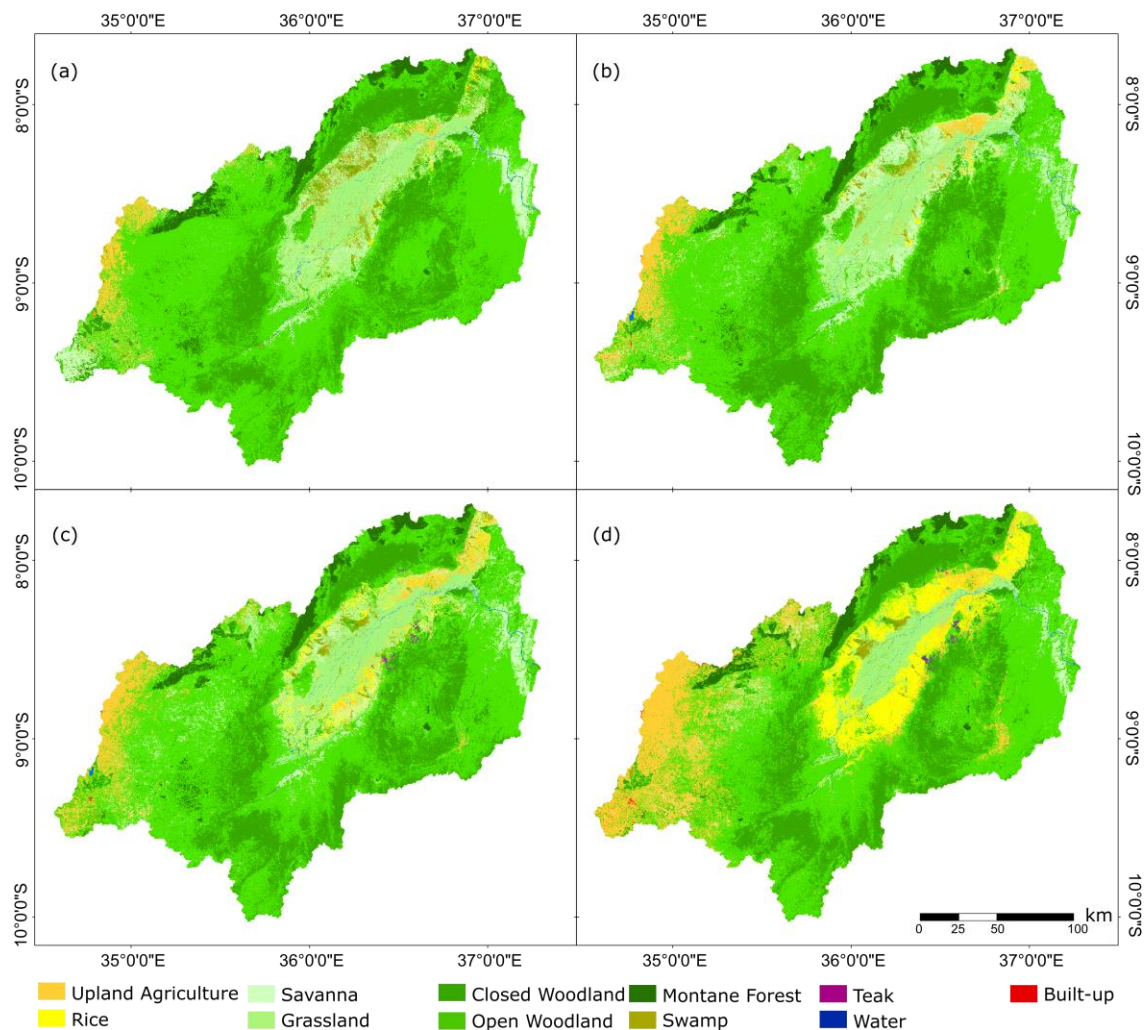 35°0'0"E 36°0'0"E 37°0'0"E 35°0'0"E 36°0'0"E 37°0'0"E
(a) (b)
8°0'0"S 8°0'0"S
9°0'0"S 9°0'0"S
10°0'0"S 10°0'0"S
(c) (d)
8°0'0"S 8°0'0"S
9°0'0"S 9°0'0"S
10°0'0"S 10°0'0"S
km
0 25 50 100
35°0'0"E 36°0'0"E 37°0'0"E 35°0'0"E 36°0'0"E 37°0'0"E
Upland Agriculture Savanna Closed Woodland Montane Forest Teak Built-up
Rice Grassland Open Woodland Swamp Water